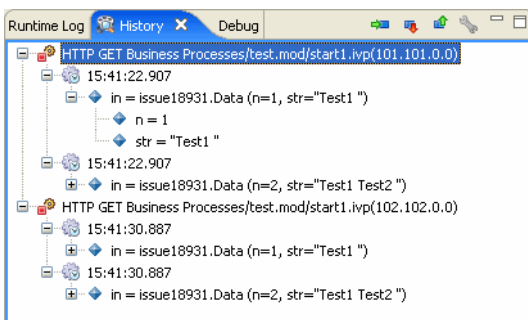 Runtime Log History Debug
HTTP GET Business Processes/test.mod/start1.ivp(101.101.0.0)
15:41:22.907
in = issue18931.Data (n=1, str="Test1 ")
n = 1
str = "Test1 "
15:41:22.907
in = issue18931.Data (n=2, str="Test1 Test2 ")
HTTP GET Business Processes/test.mod/start1.ivp(102.102.0.0)
15:41:30.887
in = issue18931.Data (n=1, str="Test1 ")
15:41:30.887
in = issue18931.Data (n=2, str="Test1 Test2 ")